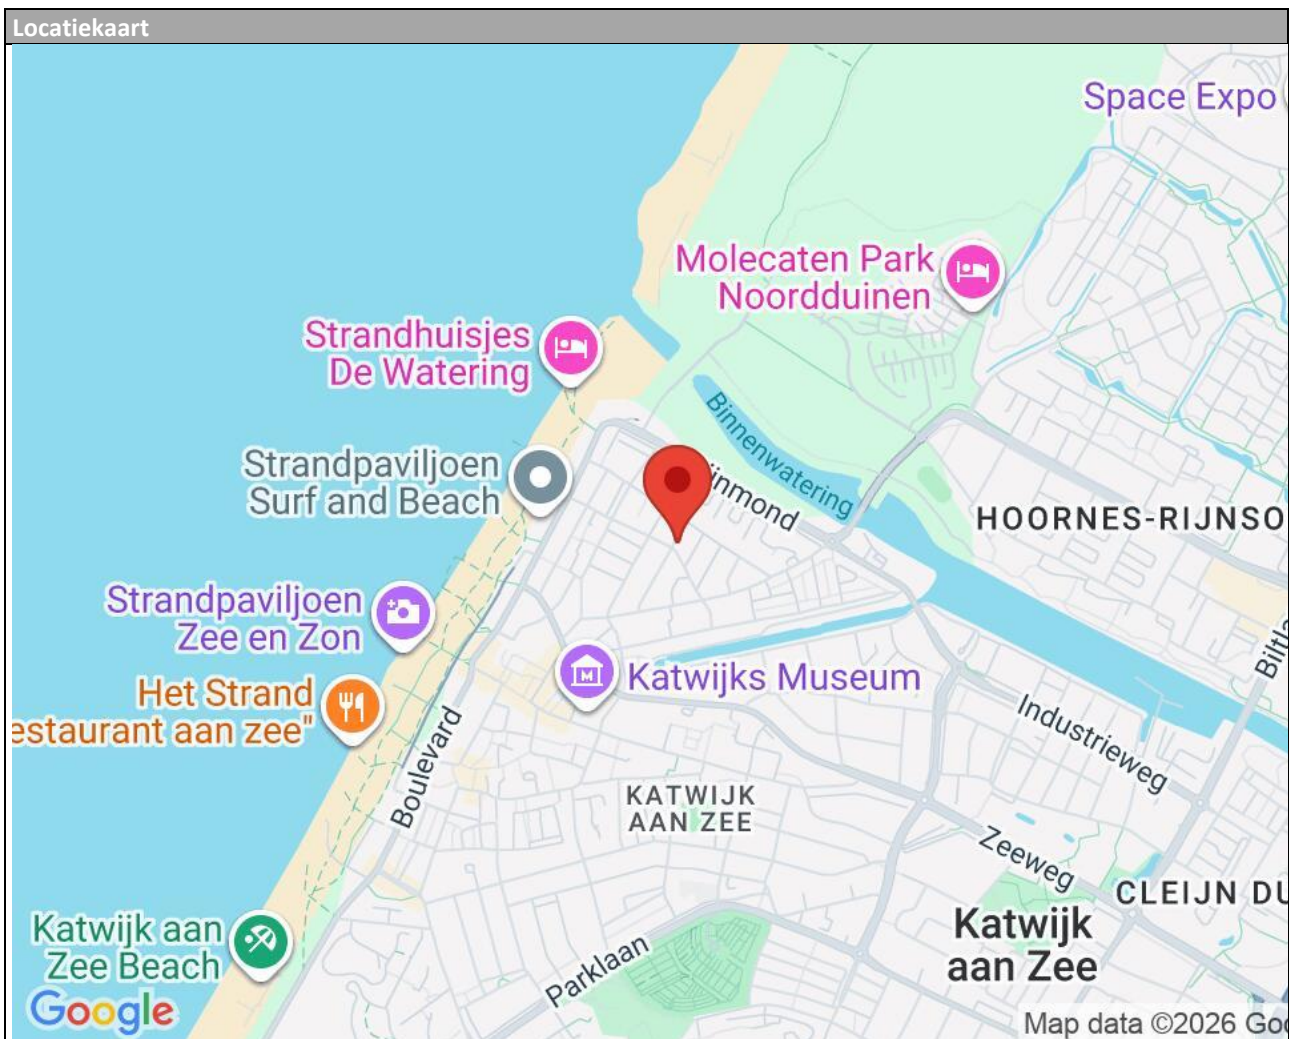 Locatiekaart
Space Expo
Molecaten Park
Noordduinen
Strandhuisjes
De Watering
Binnenwatering
Strandpaviljoen
Surf and Beach
ijnmond
HOORNES-RIJNSO
Strandpaviljoen
Zee en Zon
Katwijks Museum
Biltla
Het Strand
estaurant aan zee"
Boulevard
Industrieweg
KATWIJK
AAN ZEE
Zeeweg
CLEIJN DU
Katwijk
aan Zee
Katwijk aan
Zee Beach
Parklaan
Google
Map data ©2026 Goo